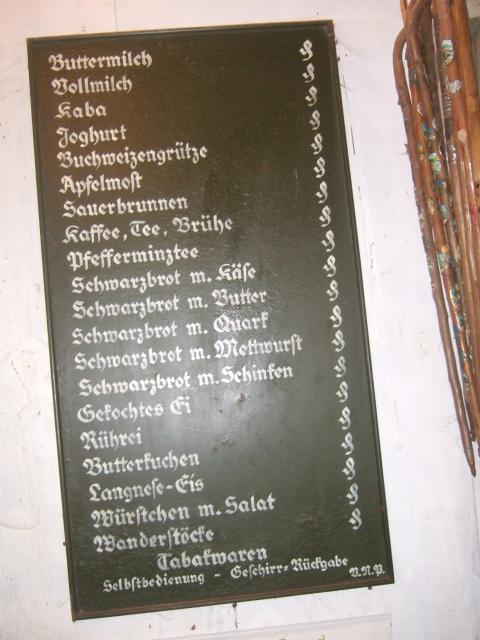 Buttermilch
Vollmilch
Kaba
Joghurt
Buchweizengrütze
Apfelmost
Sauerbrunnen
Kaffee, Tee, Brühe
Pfefferminztee
Schwarzbrot m. Käse
Schwarzbrot m. Butter
Schwarzbrot m. Quark
Schwarzbrot m. Mettwurst
Schwarzbrot m. Schinken
Gekochtes Ei
Rührei
Butterkuchen
Langnese-Eis
Würstchen m. Salat
Wanderstöcke
Tabakwaren
Selbstbedienung - Geschirr=Rückgabe
V.N.P.